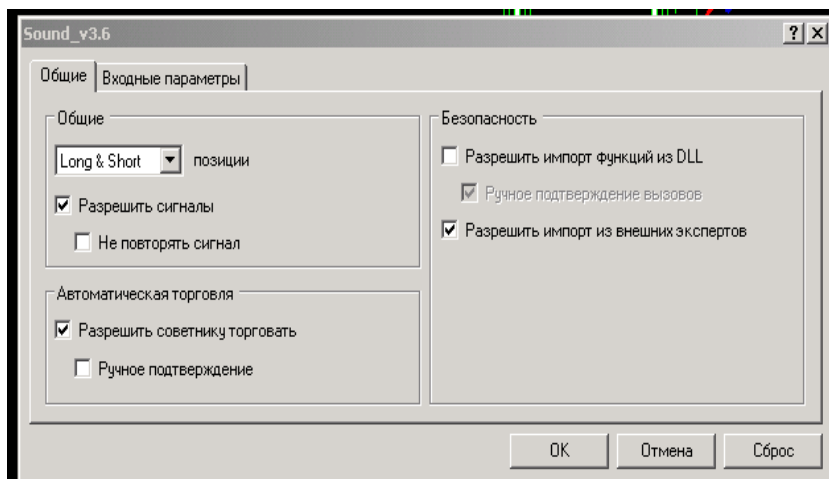 Sound_v3.6
Общие
Входные параметры
Общие
Long & Short
позиции
Разрешить сигналы
Не повторять сигнал
Автоматическая торговля
Разрешить советнику торговать
Ручное подтверждение
Безопасность
Разрешить импорт функций из DLL
Ручное подтверждение вызовов
Разрешить импорт из внешних экспертов
OK
Отмена
Сброс